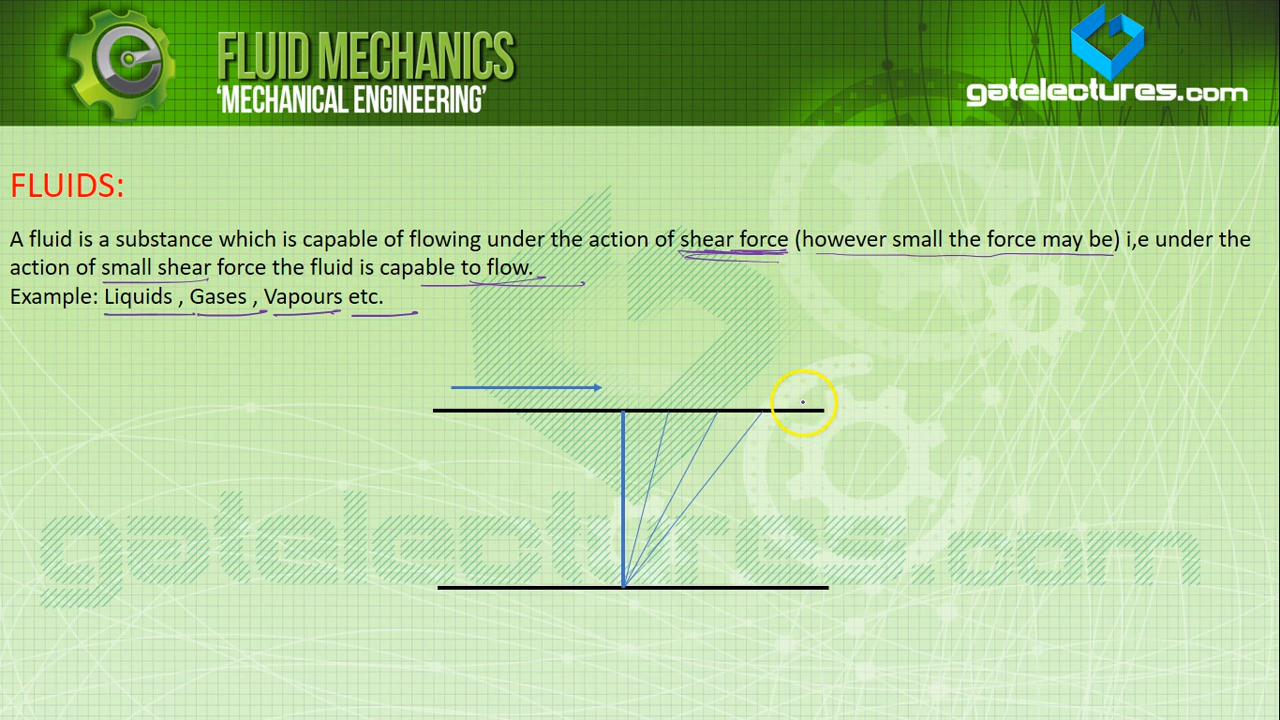 FLUID MECHANICS
'MECHANICAL ENGINEERING'
gatelectures.com
FLUIDS:
A fluid is a substance which is capable of flowing under the action of shear force (however small the force may be) i,e under the
action of small shear force the fluid is capable to flow.
Example: Liquids , Gases , Vapours etc.
gatelectures.com